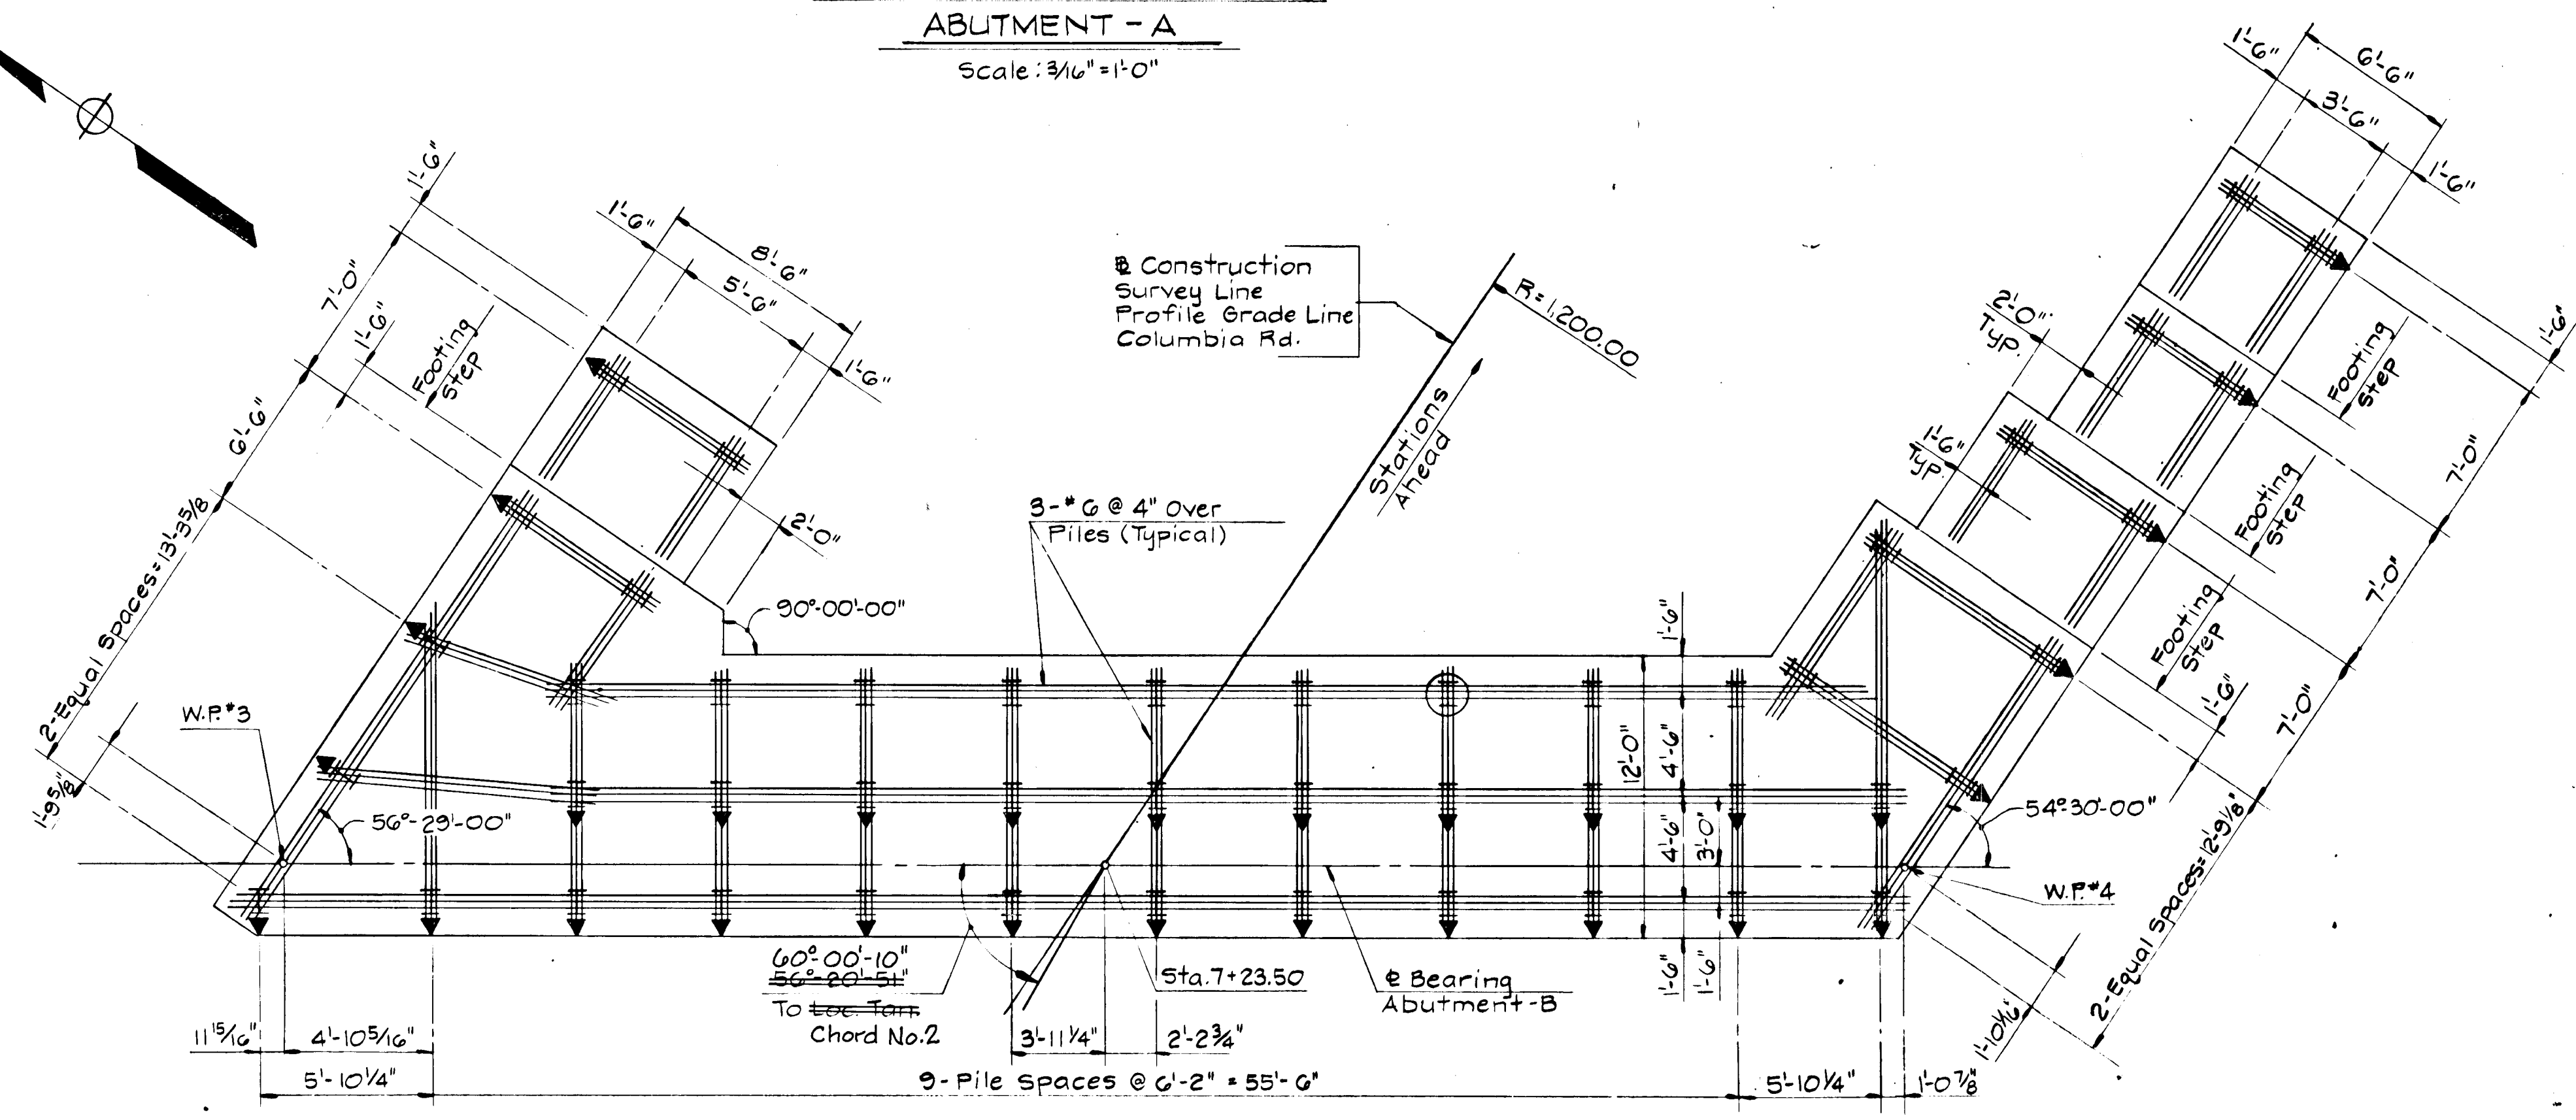 ABUTMENT - A
Scale: 3/16" = 1'-0"
1'-6"
6'-6"
3'-6"
1'-6"
1'-6"
7'-0"
1'-6"
6'-6"
Footing
Step
2-Equal Spaces = 13'-3 5/8
1'-9 5/8"
1'-6"
8'-6"
5'-6"
1'-6"
2'-0"
℄ Construction
Survey Line
Profile Grade Line
Columbia Rd.
R = 1,200.00
Stations
Ahead
2'-0"
Typ.
1'-6"
Typ.
Footing
Step
Footing
Step
Footing
Step
1'-6"
7'-0"
7'-0"
7'-0"
1'-6"
2-Equal Spaces = 12'-9 1/8"
1'-10 1/16"
3-#6 @ 4" Over
Piles (Typical)
90°-00'-00"
W.P. #3
56°-29'-00"
54°-30'-00"
W.P. #4
1'-6"
12'-0"
4'-6"
4'-6"
3'-0"
1'-6"
1'-6"
60°-00'-10"
56°-20'-51"
To Loc. Tan.
Chord No.2
Sta. 7+23.50
℄ Bearing
Abutment-B
11 15/16"
4'-10 5/16"
3'-11 1/4"
2'-2 3/4"
5'-10 1/4"
9-Pile Spaces @ 6'-2" = 55'-6"
5'-10 1/4"
1'-0 7/8"